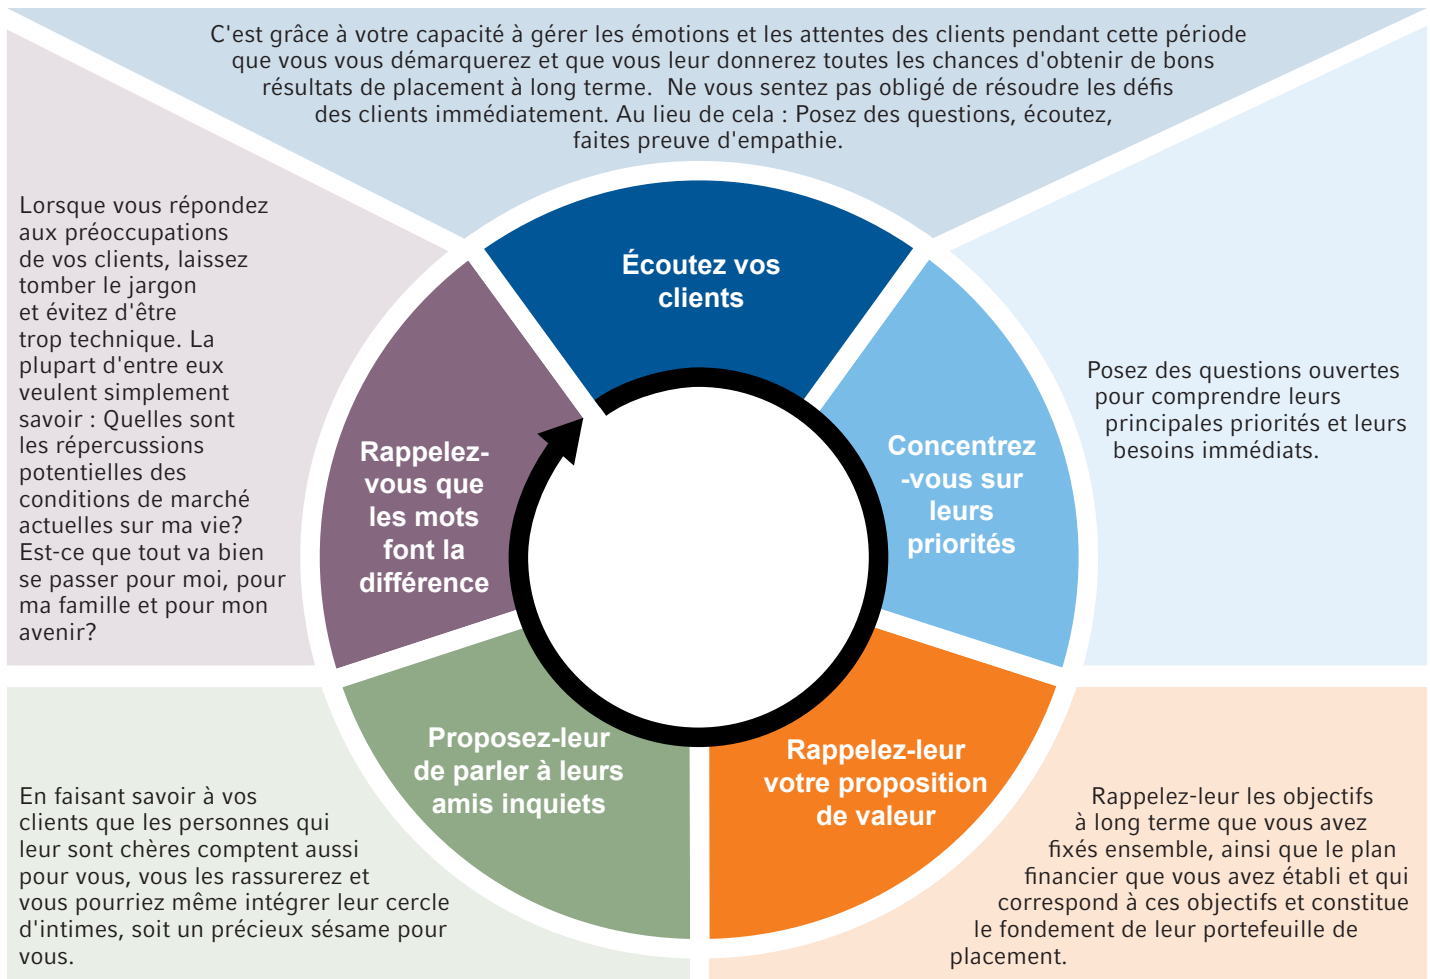 C'est grâce à votre capacité à gérer les émotions et les attentes des clients pendant cette période
que vous vous démarquerez et que vous leur donnerez toutes les chances d'obtenir de bons
résultats de placement à long terme.  Ne vous sentez pas obligé de résoudre les défis
des clients immédiatement. Au lieu de cela : Posez des questions, écoutez,
faites preuve d'empathie.
Écoutez vos
clients
Posez des questions ouvertes
pour comprendre leurs
principales priorités et leurs
besoins immédiats.
Concentrez
-vous sur
leurs
priorités
Rappelez-leur
votre proposition
de valeur
Rappelez-leur les objectifs
à long terme que vous avez
fixés ensemble, ainsi que le plan
financier que vous avez établi et qui
correspond à ces objectifs et constitue
le fondement de leur portefeuille de
placement.
Proposez-leur
de parler à leurs
amis inquiets
En faisant savoir à vos
clients que les personnes qui
leur sont chères comptent aussi
pour vous, vous les rassurerez et
vous pourriez même intégrer leur cercle
d'intimes, soit un précieux sésame pour
vous.
Rappelez-
vous que
les mots
font la
différence
Lorsque vous répondez
aux préoccupations
de vos clients, laissez
tomber le jargon
et évitez d'être
trop technique. La
plupart d'entre eux
veulent simplement
savoir : Quelles sont
les répercussions
potentielles des
conditions de marché
actuelles sur ma vie?
Est-ce que tout va bien
se passer pour moi, pour
ma famille et pour mon
avenir?